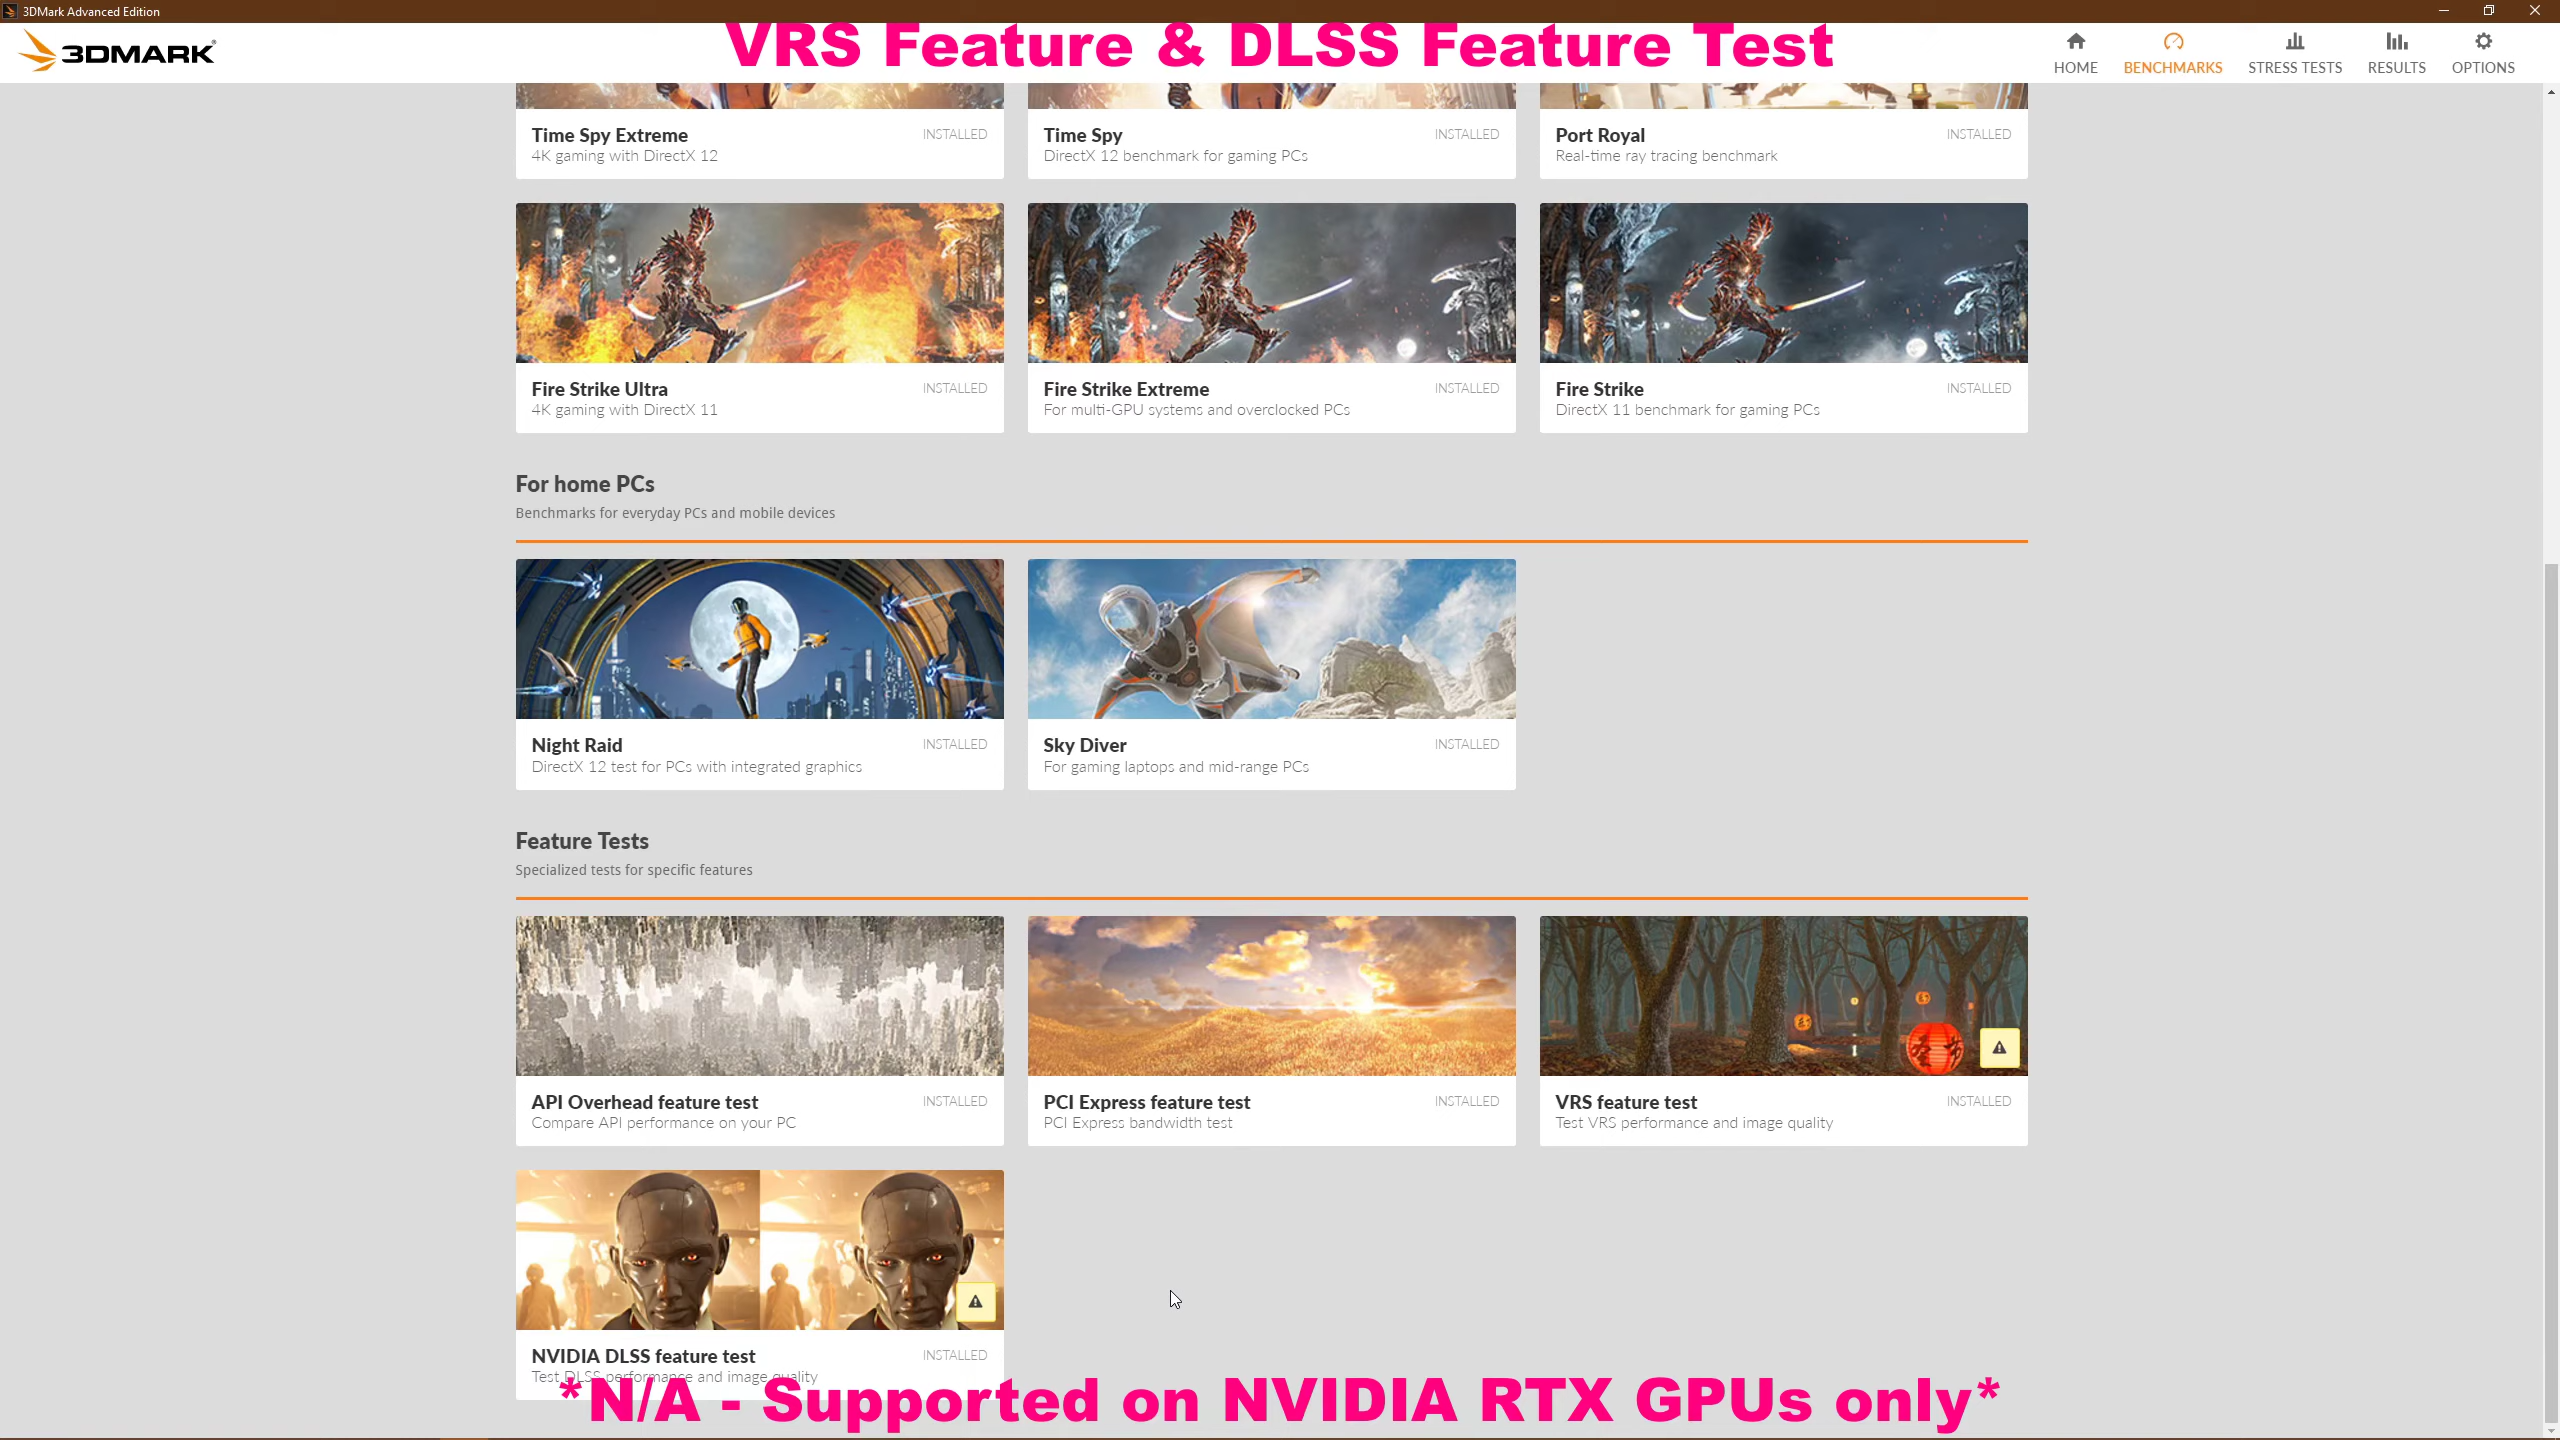 3DMark Advanced Edition
3DMARK
VRS Feature & DLSS Feature Test
HOME
BENCHMARKS
STRESS TESTS
RESULTS
OPTIONS
Time Spy Extreme
INSTALLED
4K gaming with DirectX 12
Time Spy
INSTALLED
DirectX 12 benchmark for gaming PCs
Port Royal
INSTALLED
Real-time ray tracing benchmark
Fire Strike Ultra
INSTALLED
4K gaming with DirectX 11
Fire Strike Extreme
INSTALLED
For multi-GPU systems and overclocked PCs
Fire Strike
INSTALLED
DirectX 11 benchmark for gaming PCs
For home PCs
Benchmarks for everyday PCs and mobile devices
Night Raid
INSTALLED
DirectX 12 test for PCs with integrated graphics
Sky Diver
INSTALLED
For gaming laptops and mid-range PCs
Feature Tests
Specialized tests for specific features
API Overhead feature test
INSTALLED
Compare API performance on your PC
PCI Express feature test
INSTALLED
PCI Express bandwidth test
VRS feature test
INSTALLED
Test VRS performance and image quality
NVIDIA DLSS feature test
INSTALLED
Test DLSS performance and image quality
*N/A - Supported on NVIDIA RTX GPUs only*